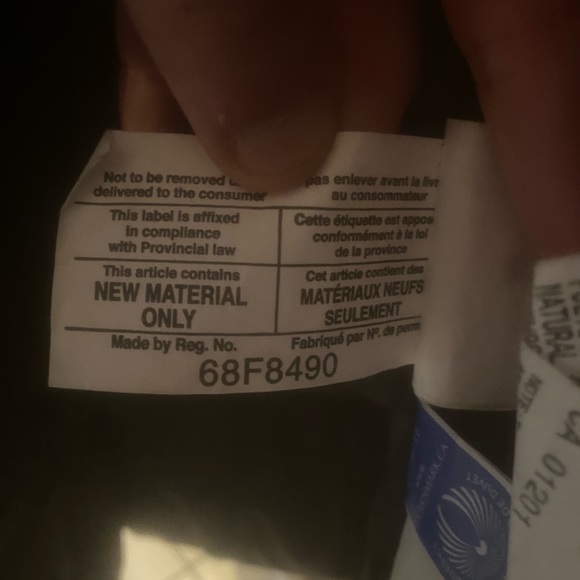 Not to be removed
delivered to the consumer
pas enlever avant la
au consommateur
This label is affixed
in compliance
with Provincial law
Cette étiquette est
conformément à la loi
de la province
This article contains
NEW MATERIAL
ONLY
Cet article contient des
MATÉRIAUX NEUFS
SEULEMENT
Made by Reg. No.
Fabriqué par Nº. de
68F8490
NATURAL
NOTE
CA 01201
DE DUVET